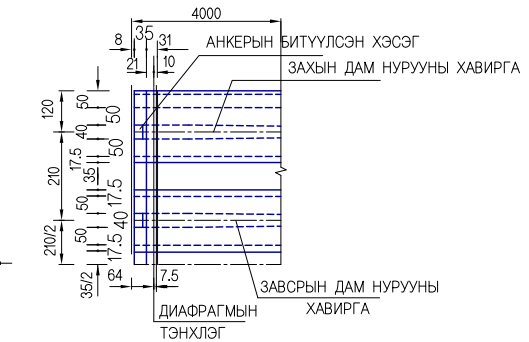 4000
8 35 31
АНКЕРЫН БИТҮҮЛСЭН ХЭСЭГ
21 10
ЗАХЫН ДАМ НУРУУНЫ ХАВИРГА
120
50
50
40
50
17.5
35
210
17.5
50
40
50
17.5
210/2
35/2
64 7.5
ЗАВСРЫН ДАМ НУРУУНЫ
ХАВИРГА
ДИАФРАГМЫН
ТЭНХЛЭГ